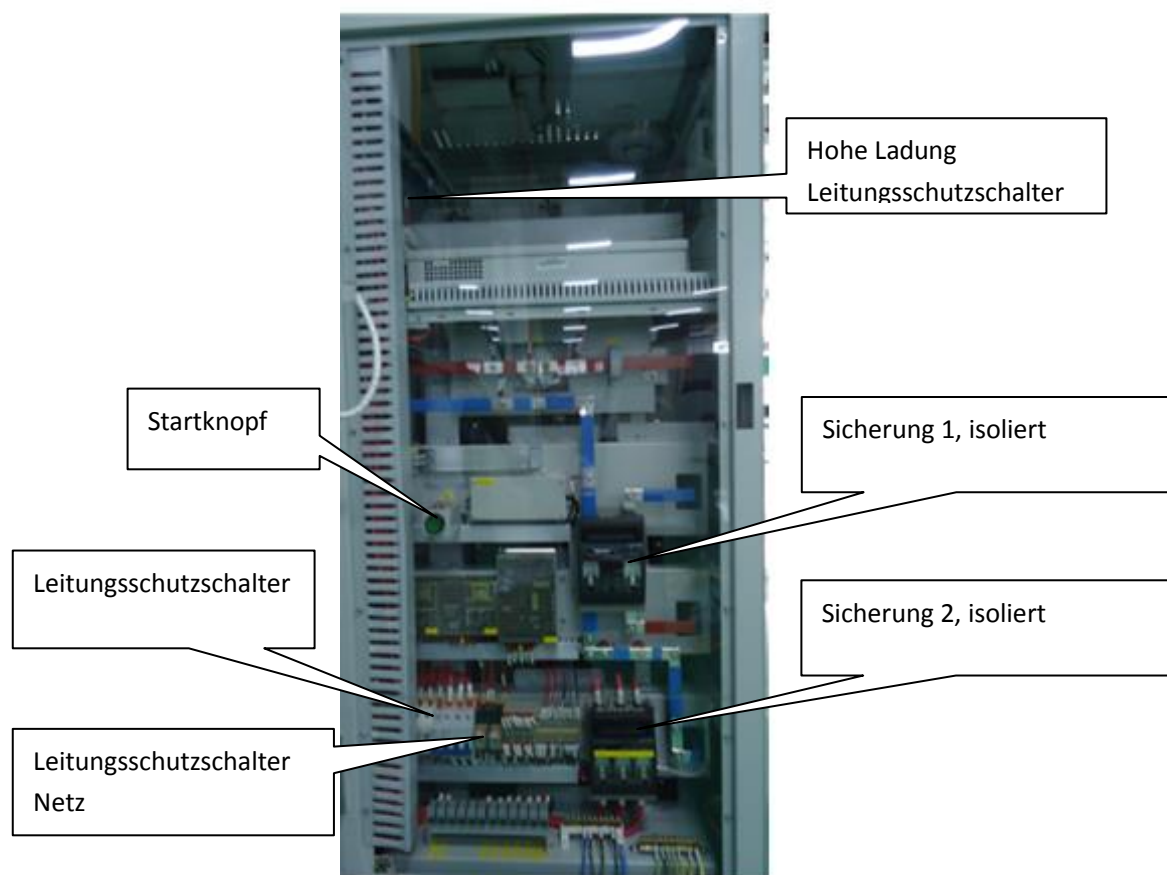 Hohe Ladung
Leitungsschutzschalter
Startknopf
Sicherung 1, isoliert
Leitungsschutzschalter
Sicherung 2, isoliert
Leitungsschutzschalter
Netz